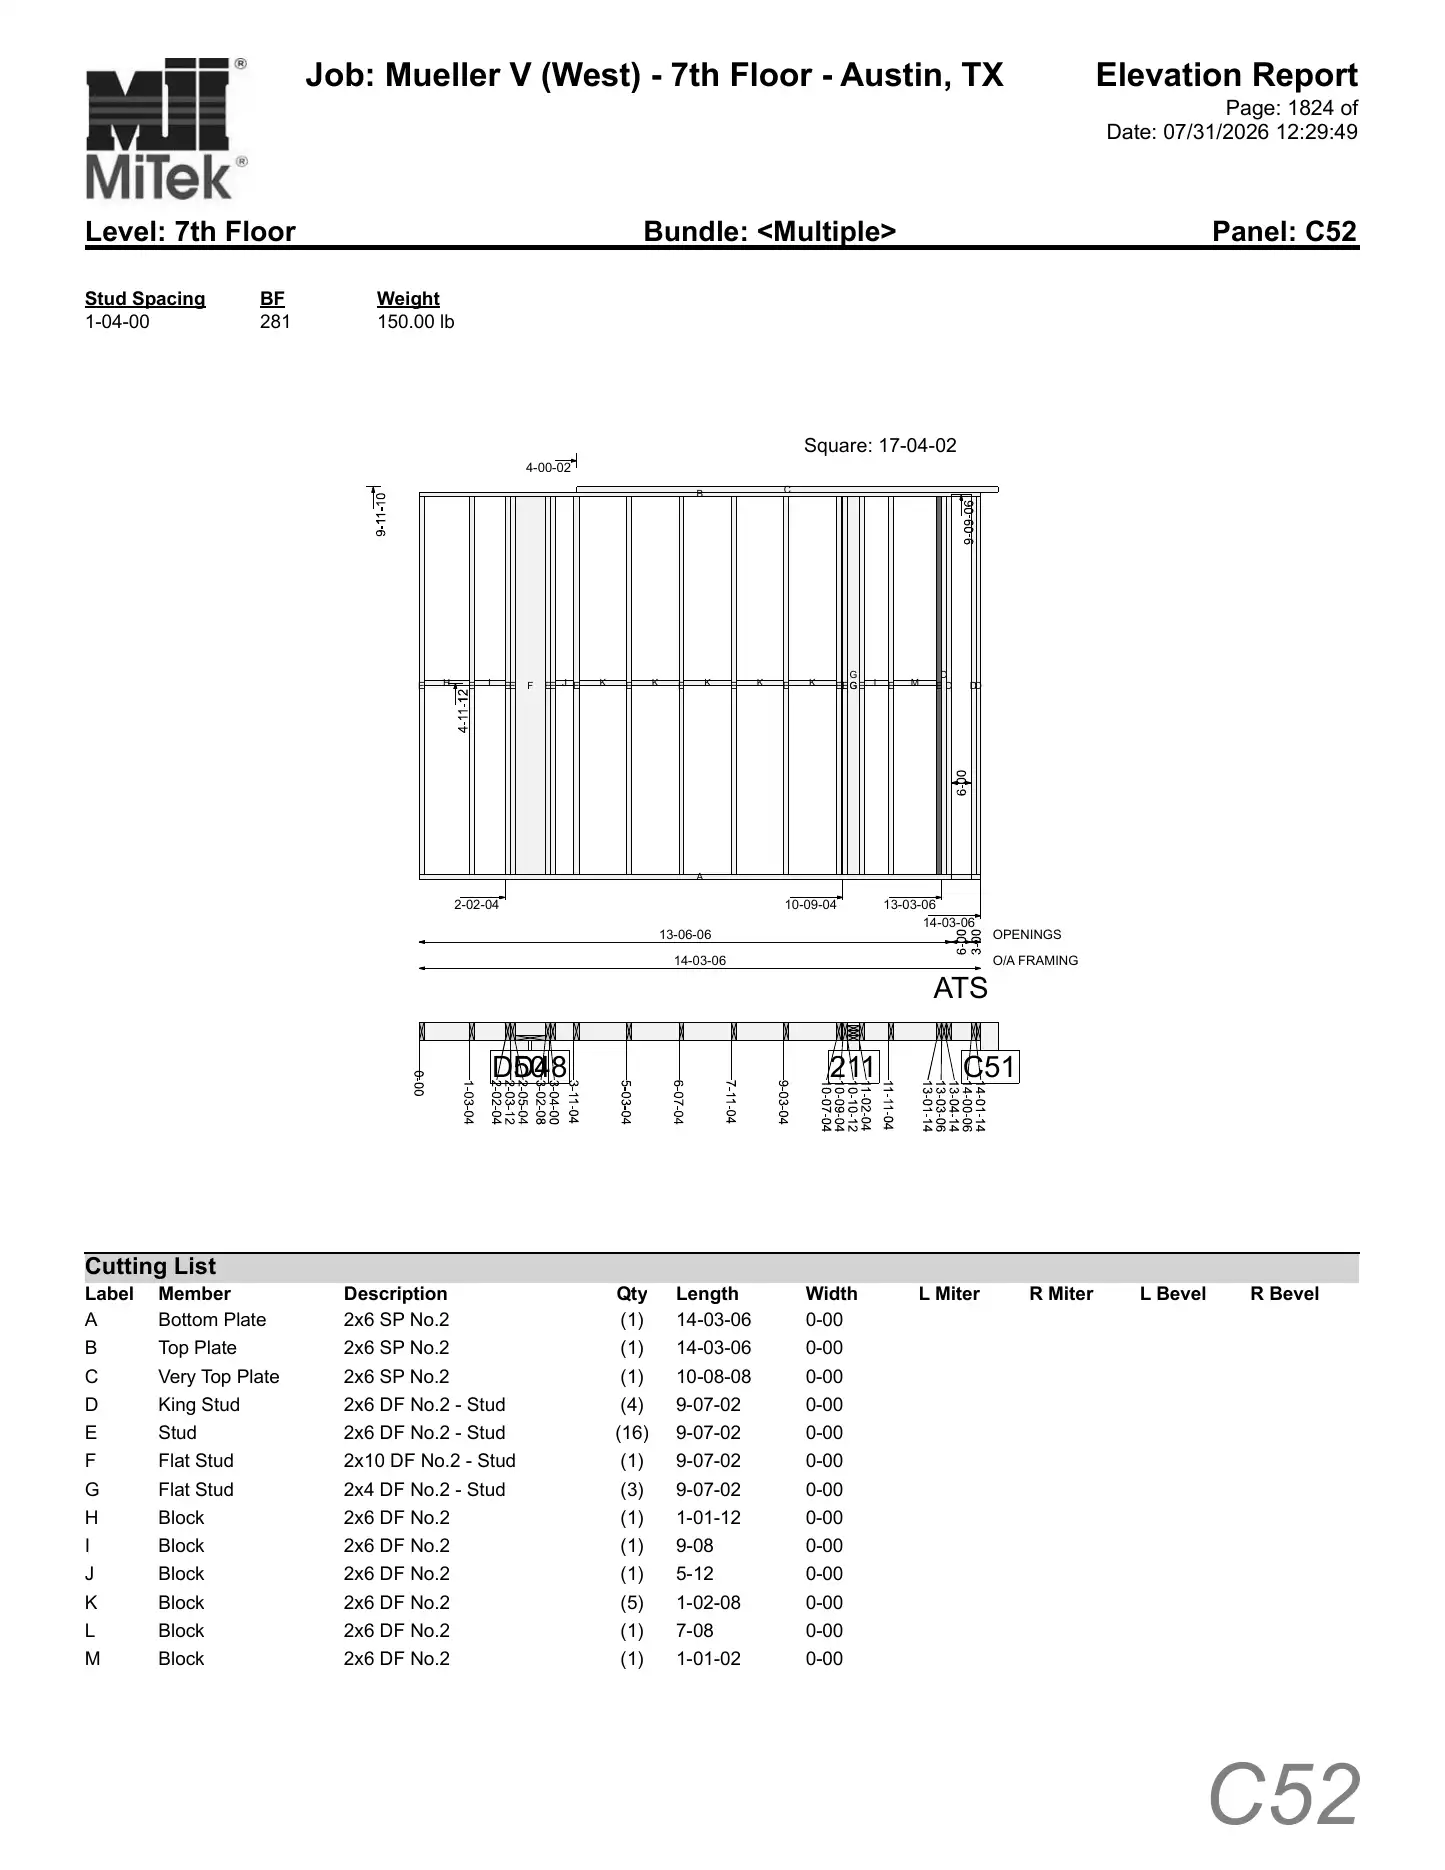 Job: Mueller V (West) - 7th Floor - Austin, TX
Elevation Report
Page: 1824 of
Date: 07/31/2026 12:29:49
MiTek®
Level: 7th Floor Bundle: <Multiple> Panel: C52
Stud Spacing BF Weight
1-04-00 281 150.00 lb
Square: 17-04-02
4-00-02
C
B
9-11-10
9-09-06
G D
H I F J K K K K K G I M D D D
4-11-12
6-00
A
2-02-04 10-09-04 13-03-06
14-03-06
13-06-06 6-00 3-00 OPENINGS
14-03-06 O/A FRAMING
ATS
D50 D48 211 C51
0-00 1-03-04 2-02-04 2-03-12 2-05-04 3-02-08 3-04-00 3-11-04 5-03-04 6-07-04 7-11-04 9-03-04 10-07-04 10-09-04 10-10-12 11-02-04 11-11-04 13-01-14 13-03-06 13-04-14 14-00-06 14-01-14
Cutting List
Label Member Description Qty Length Width L Miter R Miter L Bevel R Bevel
A Bottom Plate 2x6 SP No.2 (1) 14-03-06 0-00
B Top Plate 2x6 SP No.2 (1) 14-03-06 0-00
C Very Top Plate 2x6 SP No.2 (1) 10-08-08 0-00
D King Stud 2x6 DF No.2 - Stud (4) 9-07-02 0-00
E Stud 2x6 DF No.2 - Stud (16) 9-07-02 0-00
F Flat Stud 2x10 DF No.2 - Stud (1) 9-07-02 0-00
G Flat Stud 2x4 DF No.2 - Stud (3) 9-07-02 0-00
H Block 2x6 DF No.2 (1) 1-01-12 0-00
I Block 2x6 DF No.2 (1) 9-08 0-00
J Block 2x6 DF No.2 (1) 5-12 0-00
K Block 2x6 DF No.2 (5) 1-02-08 0-00
L Block 2x6 DF No.2 (1) 7-08 0-00
M Block 2x6 DF No.2 (1) 1-01-02 0-00
C52